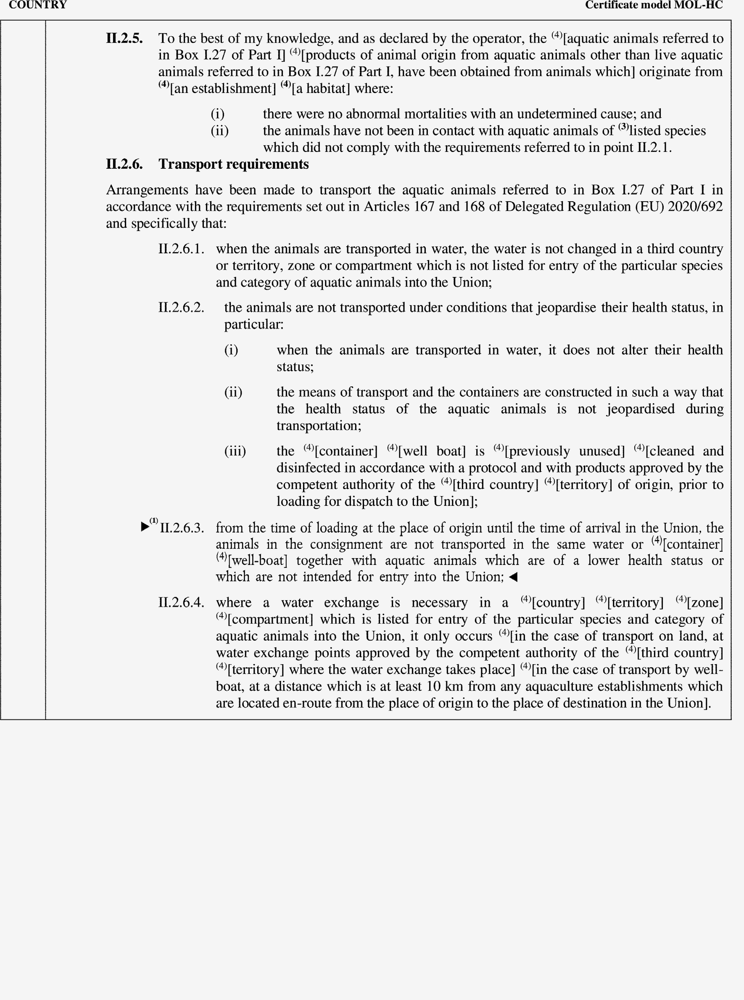 COUNTRY Certificate model MOL-HC
II.2.5. To the best of my knowledge, and as declared by the operator, the (4)[aquatic animals referred to
in Box I.27 of Part I] (4)[products of animal origin from aquatic animals other than live aquatic
animals referred to in Box I.27 of Part I, have been obtained from animals which] originate from
(4)[an establishment] (4)[a habitat] where:
(i) there were no abnormal mortalities with an undetermined cause; and
(ii) the animals have not been in contact with aquatic animals of (3)listed species
which did not comply with the requirements referred to in point II.2.1.
II.2.6. Transport requirements
Arrangements have been made to transport the aquatic animals referred to in Box I.27 of Part I in
accordance with the requirements set out in Articles 167 and 168 of Delegated Regulation (EU) 2020/692
and specifically that:
II.2.6.1. when the animals are transported in water, the water is not changed in a third country
or territory, zone or compartment which is not listed for entry of the particular species
and category of aquatic animals into the Union;
II.2.6.2. the animals are not transported under conditions that jeopardise their health status, in
particular:
(i) when the animals are transported in water, it does not alter their health
status;
(ii) the means of transport and the containers are constructed in such a way that
the health status of the aquatic animals is not jeopardised during
transportation;
(iii) the (4)[container] (4)[well boat] is (4)[previously unused] (4)[cleaned and
disinfected in accordance with a protocol and with products approved by the
competent authority of the (4)[third country] (4)[territory] of origin, prior to
loading for dispatch to the Union];
►(1) II.2.6.3. from the time of loading at the place of origin until the time of arrival in the Union, the
animals in the consignment are not transported in the same water or (4)[container]
(4)[well-boat] together with aquatic animals which are of a lower health status or
which are not intended for entry into the Union; ◄
II.2.6.4. where a water exchange is necessary in a (4)[country] (4)[territory] (4)[zone]
(4)[compartment] which is listed for entry of the particular species and category of
aquatic animals into the Union, it only occurs (4)[in the case of transport on land, at
water exchange points approved by the competent authority of the (4)[third country]
(4)[territory] where the water exchange takes place] (4)[in the case of transport by well-
boat, at a distance which is at least 10 km from any aquaculture establishments which
are located en-route from the place of origin to the place of destination in the Union].